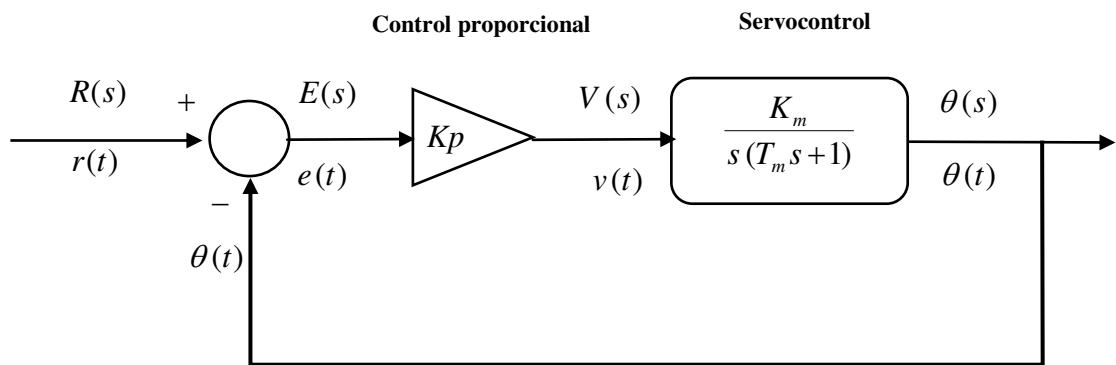 Control proporcional
Servocontrol
R(s)
+
E(s)
V(s)
K_m
θ(s)
Kp
s(T_m s+1)
r(t)
e(t)
v(t)
θ(t)
−
θ(t)